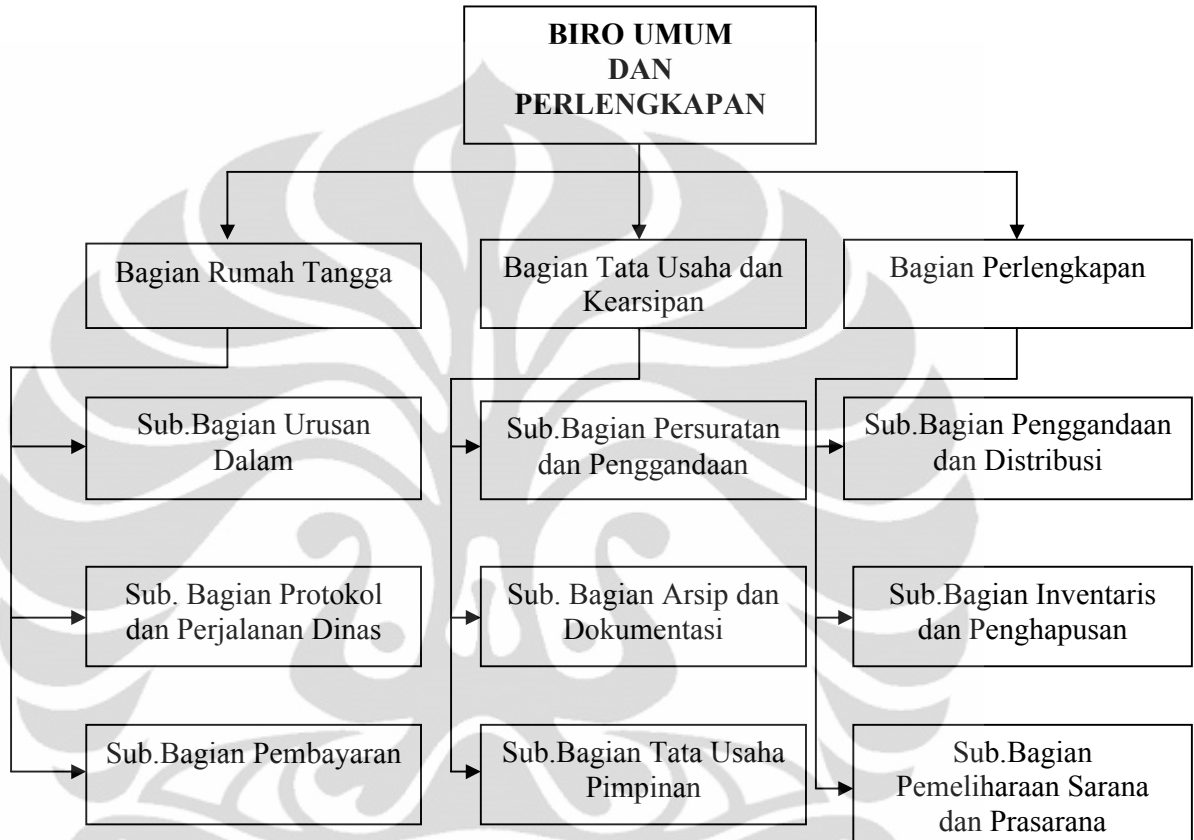 BIRO UMUM
DAN
PERLENGKAPAN
Bagian Rumah Tangga
Bagian Tata Usaha dan
Kearsipan
Bagian Perlengkapan
Sub.Bagian Urusan
Dalam
Sub.Bagian Persuratan
dan Penggandaan
Sub.Bagian Penggandaan
dan Distribusi
Sub. Bagian Protokol
dan Perjalanan Dinas
Sub. Bagian Arsip dan
Dokumentasi
Sub.Bagian Inventaris
dan Penghapusan
Sub.Bagian Pembayaran
Sub.Bagian Tata Usaha
Pimpinan
Sub.Bagian
Pemeliharaan Sarana
dan Prasarana